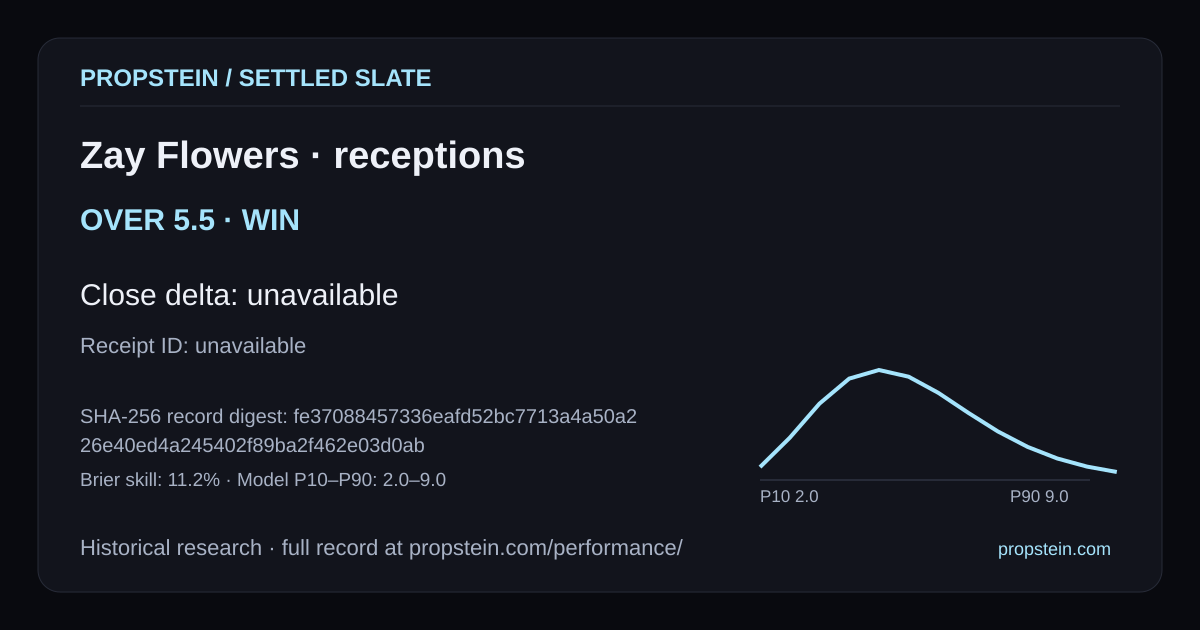 PROPSTEIN / SETTLED SLATE
Zay Flowers · receptions
OVER 5.5 · WIN
Close delta: unavailable
Receipt ID: unavailable
SHA-256 record digest: fe37088457336eafd52bc7713a4a50a2
26e40ed4a245402f89ba2f462e03d0ab
Brier skill: 11.2% · Model P10–P90: 2.0–9.0
P10 2.0
P90 9.0
Historical research · full record at propstein.com/performance/
propstein.com